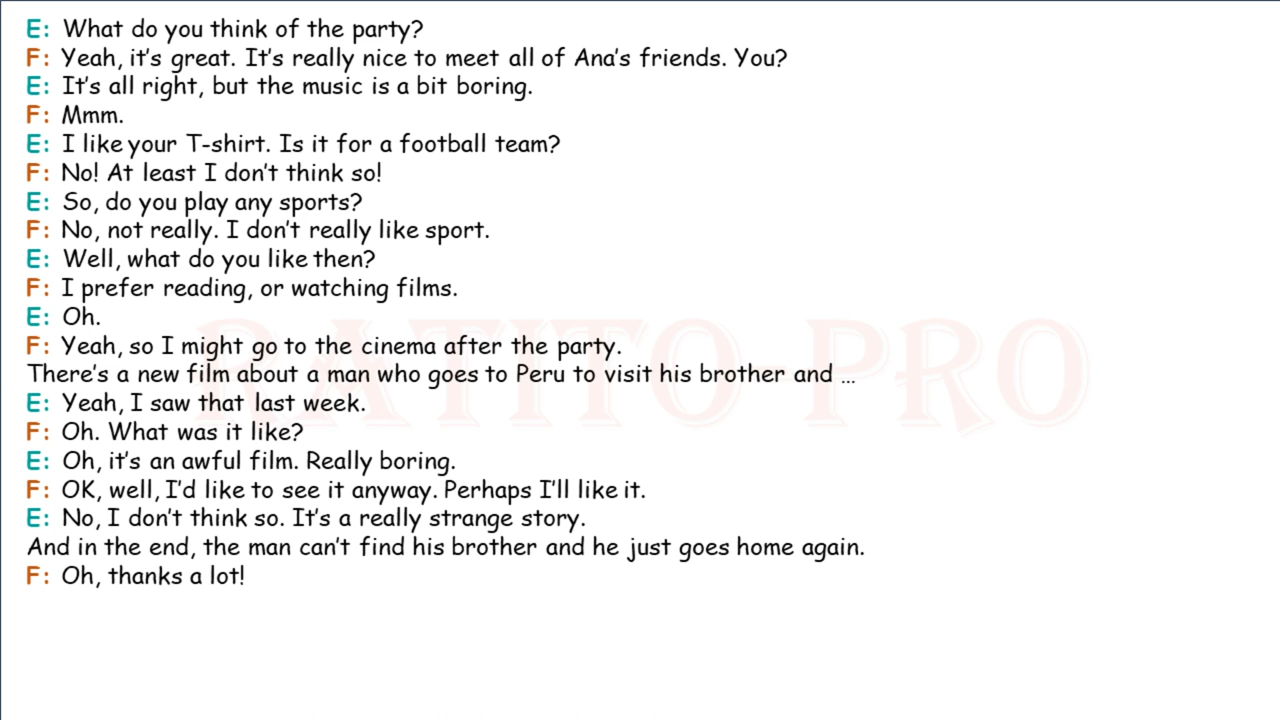 E: What do you think of the party?
F: Yeah, it's great. It's really nice to meet all of Ana's friends. You?
E: It's all right, but the music is a bit boring.
F: Mmm.
E: I like your T-shirt. Is it for a football team?
F: No! At least I don't think so!
E: So, do you play any sports?
F: No, not really. I don't really like sport.
E: Well, what do you like then?
F: I prefer reading, or watching films.
E: Oh.
F: Yeah, so I might go to the cinema after the party.
There's a new film about a man who goes to Peru to visit his brother and ...
E: Yeah, I saw that last week.
F: Oh. What was it like?
E: Oh, it's an awful film. Really boring.
F: OK, well, I'd like to see it anyway. Perhaps I'll like it.
E: No, I don't think so. It's a really strange story.
And in the end, the man can't find his brother and he just goes home again.
F: Oh, thanks a lot!
RATITO-PRO